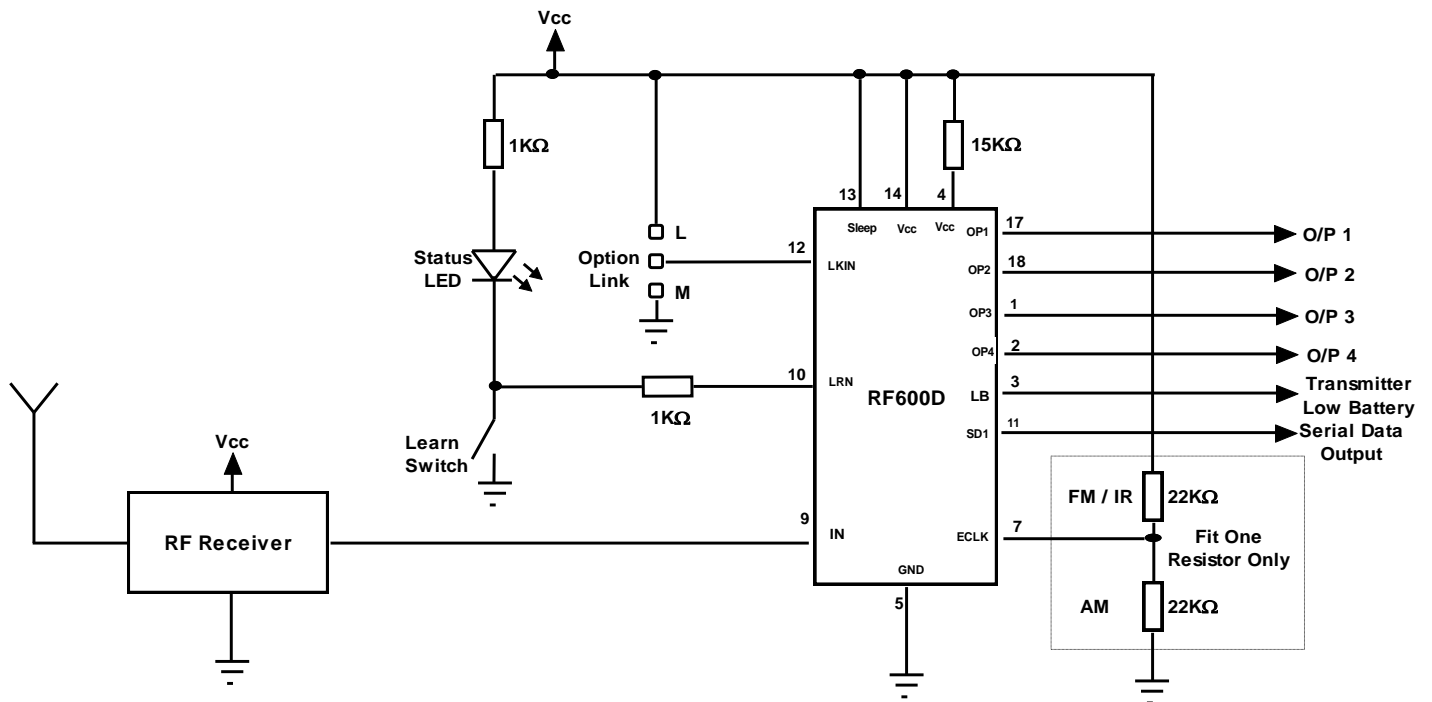 Vcc
1KΩ
15KΩ
13
14
4
Sleep
Vcc
Vcc
OP1
17
O/P 1
L
Status
LED
Option
Link
12
LKIN
OP2
18
O/P 2
M
OP3
1
O/P 3
OP4
2
O/P 4
10
LRN
RF600D
LB
3
Transmitter
Low Battery
1KΩ
SD1
11
Serial Data
Output
Learn
Switch
Vcc
FM / IR
22KΩ
9
IN
ECLK
7
Fit One
Resistor Only
RF Receiver
GND
5
AM
22KΩ